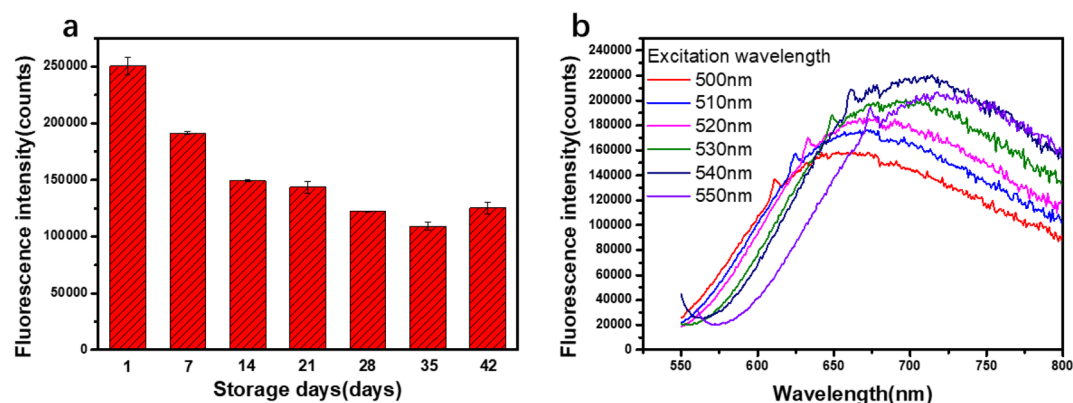 a
Fluorescence intensity(counts)
250000
200000
150000
100000
50000
0
1 7 14 21 28 35 42
Storage days(days)
b
Fluorescence intensity(counts)
240000
220000
200000
180000
160000
140000
120000
100000
80000
60000
40000
20000
0
Excitation wavelength
500nm
510nm
520nm
530nm
540nm
550nm
550 600 650 700 750 800
Wavelength(nm)